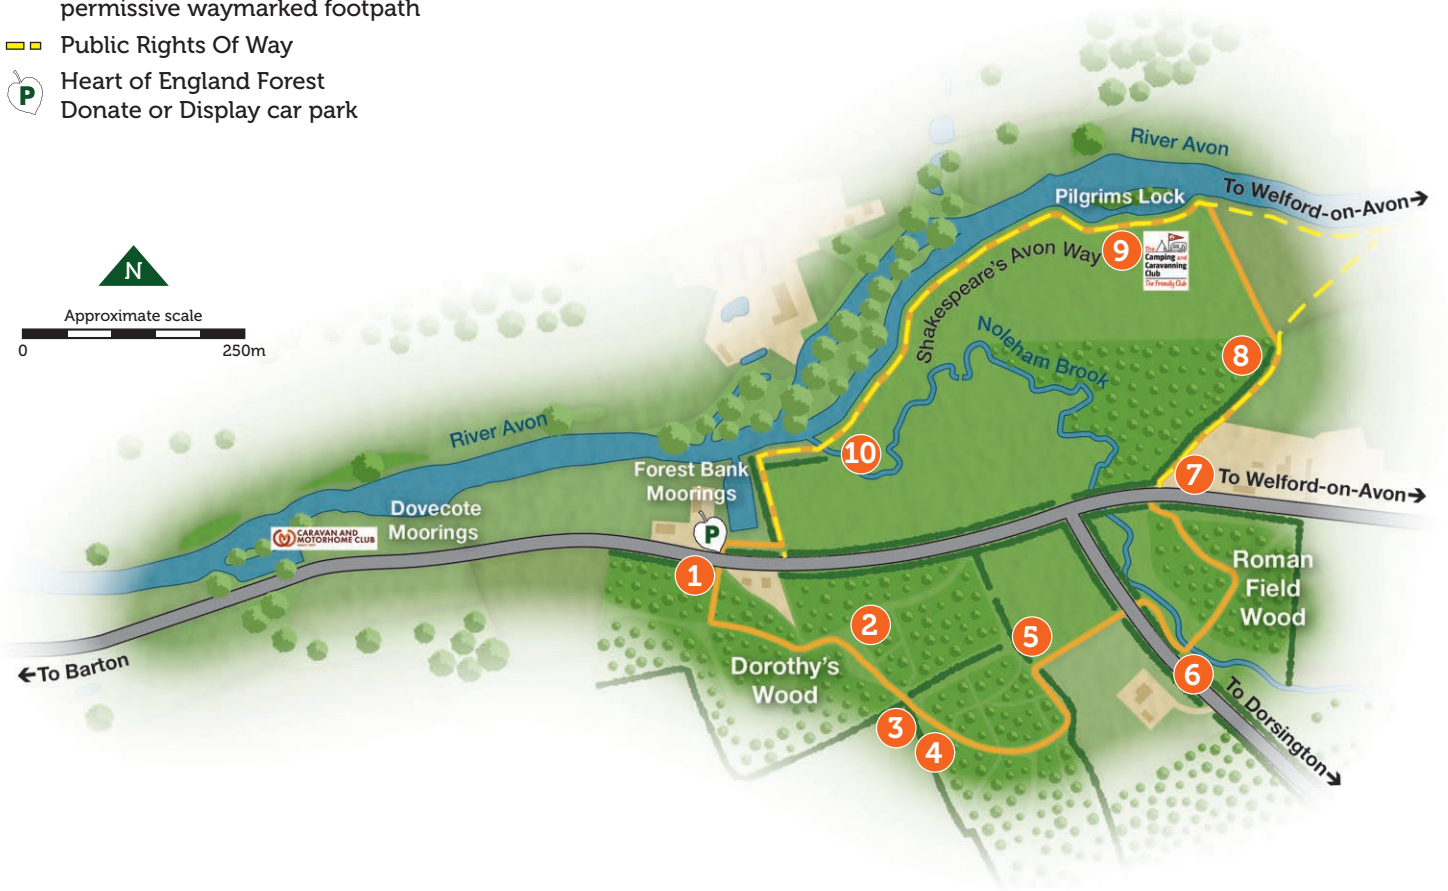 permissive waymarked footpath
Public Rights Of Way
P
Heart of England Forest
Donate or Display car park
N
Approximate scale
0
250m
River Avon
Pilgrims Lock
To Welford-on-Avon
9
The
Camping and
Caravanning
Club
The Friendly Club
Shakespeare's Avon Way
Noleham Brook
8
River Avon
10
Forest Bank
Moorings
7
To Welford-on-Avon
Dovecote
Moorings
CARAVAN AND
MOTORHOME CLUB
P
1
Roman
Field
Wood
2
5
To Barton
Dorothy's
Wood
6
To Dorsington
3
4